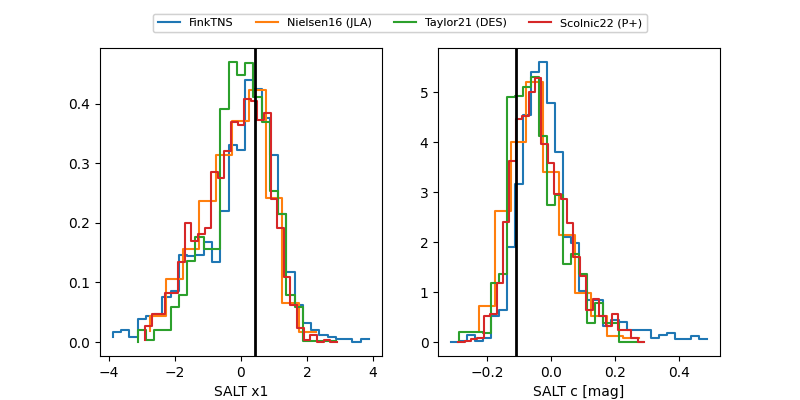 FinkTNS Nielsen16 (JLA) Taylor21 (DES) Scolnic22 (P+)
0.4
0.3
0.2
0.1
0.0
−4 −2 0 2 4
SALT x1
5
4
3
2
1
0
−0.2 0.0 0.2 0.4
SALT c [mag]